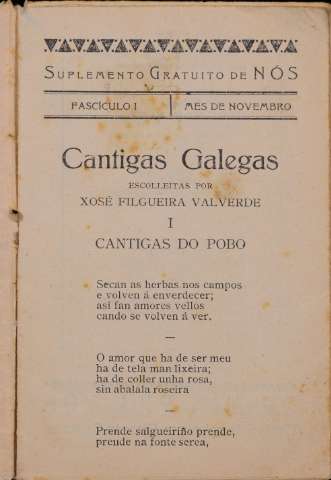 SUPLEMENTO GRATUITO DE NÓS
FASCÍCULO I | MES DE NOVEMBRO
Cantigas Galegas
ESCOLLEITAS POR
XOSÉ FILGUEIRA VALVERDE
I
CANTIGAS DO POBO
Secan as herbas nos campos
e volven á enverdecer;
así fan amores vellos
cando se volven á ver.
—
O amor que ha de ser meu
ha de tela man lixeira;
ha de coller unha rosa,
sin abalala roseira
—
Prende salgueiriño prende,
prende na fonte serea,